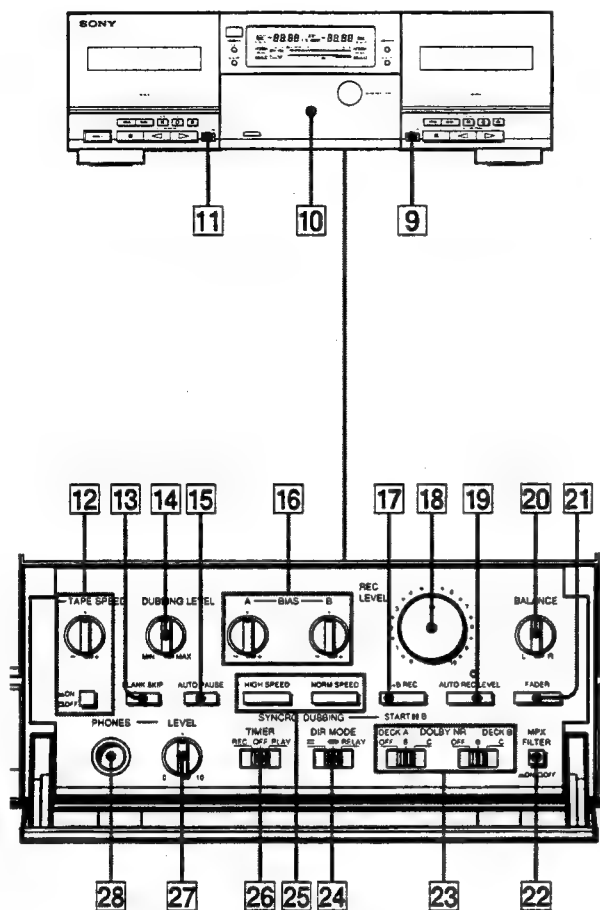 SONY
11 10 9
12 13 14 15 16 17 18 19 20 21
TAPE SPEED DUBBING LEVEL A BIAS B REC LEVEL BALANCE
MIN MAX L R
ON OFF LANK SKIP AUTO PAUSE HIGH SPEED NORM SPEED B REC AUTO REC LEVEL FADER
SYNCRO DUBBING START B
PHONES LEVEL TIMER DIR MODE DECK A DOLBY NR DECK B MPX FILTER
REC OFF PLAY RELAY OFF B C OFF B C ON OFF
0 10
28 27 26 25 24 23 22